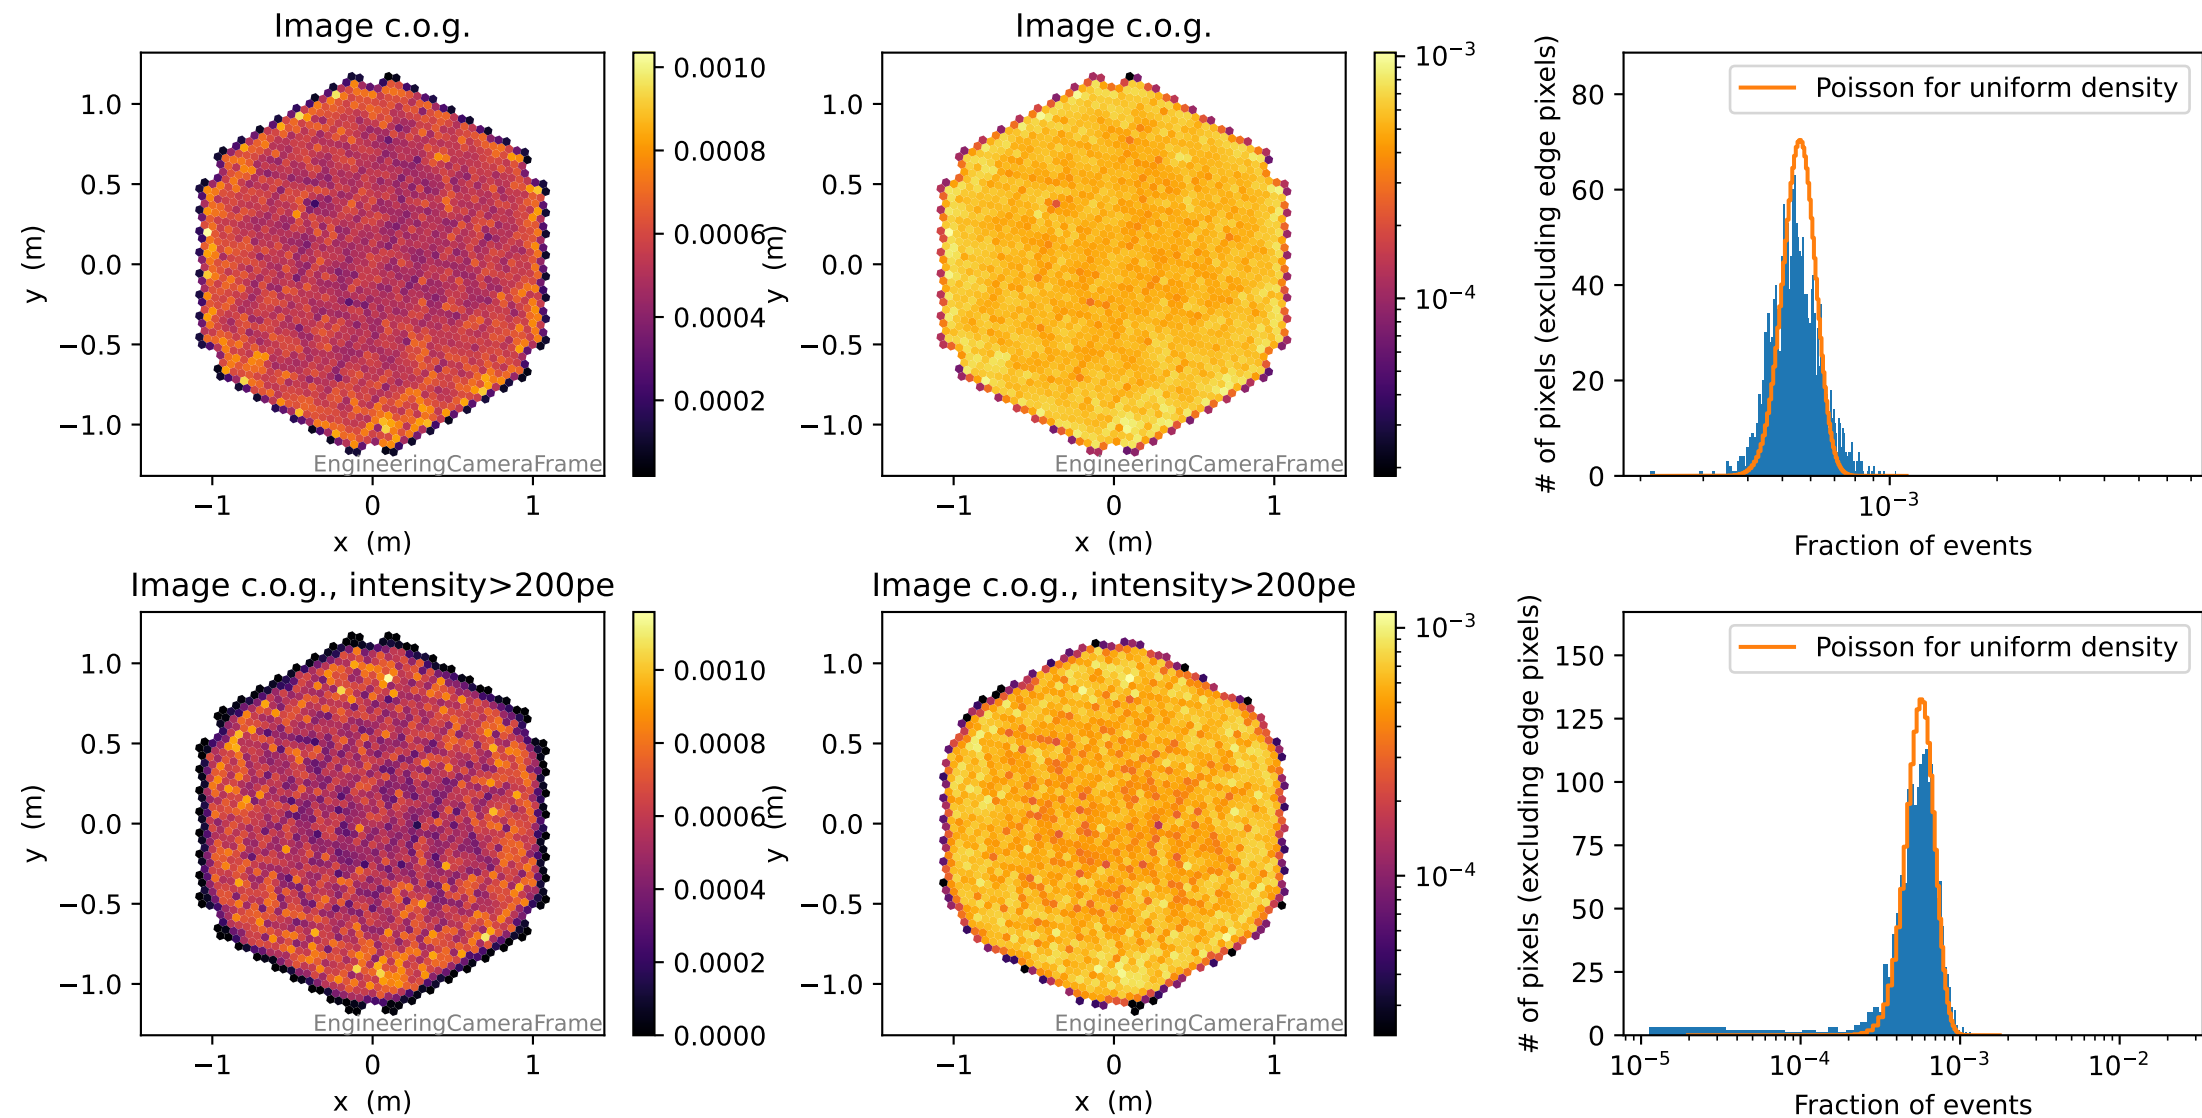 Image c.o.g.
1.0
0.5
0.0
−0.5
−1.0
y (m)
−1 0 1
x (m)
EngineeringCameraFrame
0.0010
0.0008
0.0006
0.0004
0.0002
Image c.o.g.
1.0
0.5
0.0
−0.5
−1.0
y (m)
−1 0 1
x (m)
EngineeringCameraFrame
10⁻³
10⁻⁴
Poisson for uniform density
80
60
40
20
0
# of pixels (excluding edge pixels)
10⁻³
Fraction of events
Image c.o.g., intensity>200pe
1.0
0.5
0.0
−0.5
−1.0
y (m)
−1 0 1
x (m)
EngineeringCameraFrame
0.0010
0.0008
0.0006
0.0004
0.0002
0.0000
Image c.o.g., intensity>200pe
1.0
0.5
0.0
−0.5
−1.0
y (m)
−1 0 1
x (m)
EngineeringCameraFrame
10⁻³
10⁻⁴
Poisson for uniform density
150
125
100
75
50
25
0
# of pixels (excluding edge pixels)
10⁻⁵ 10⁻⁴ 10⁻³ 10⁻²
Fraction of events